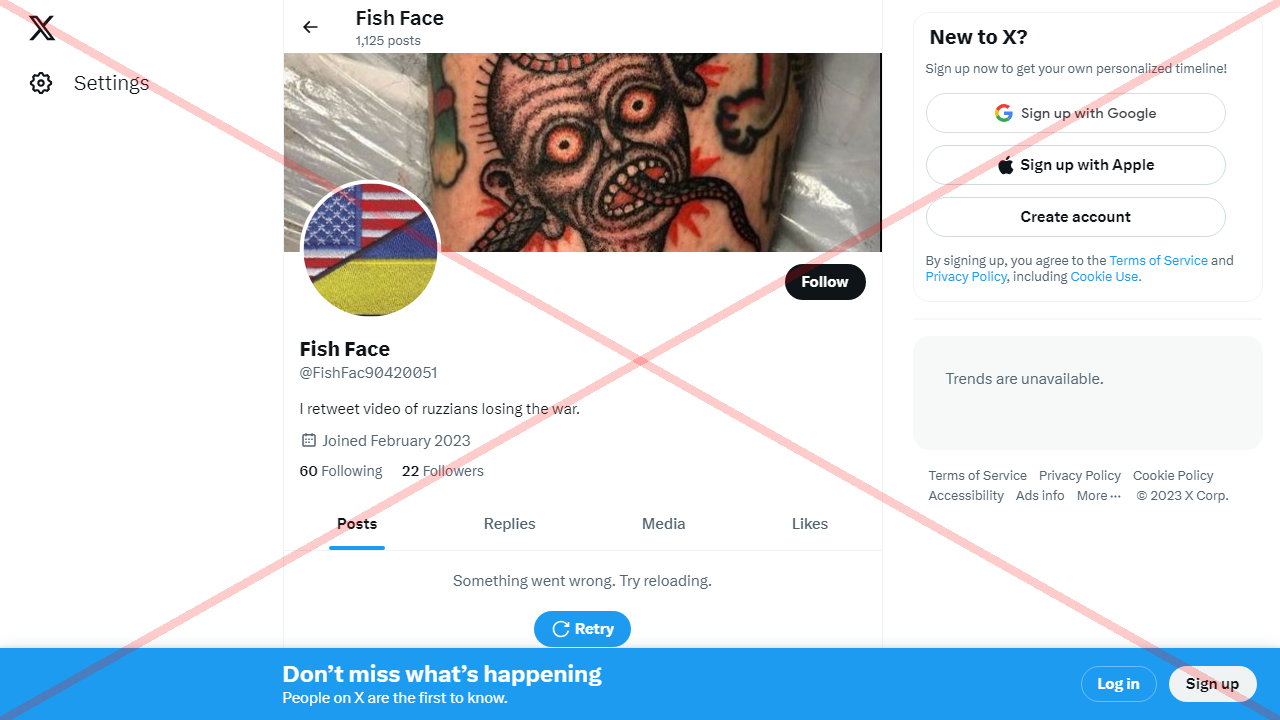 Settings
Fish Face
1,125 posts
Follow
Fish Face
@FishFac90420051
I retweet video of ruzzians losing the war.
Joined February 2023
60 Following 22 Followers
Posts Replies Media Likes
Something went wrong. Try reloading.
Retry
New to X?
Sign up now to get your own personalized timeline!
Sign up with Google
Sign up with Apple
Create account
By signing up, you agree to the Terms of Service and
Privacy Policy, including Cookie Use.
Trends are unavailable.
Terms of Service Privacy Policy Cookie Policy
Accessibility Ads info More ··· © 2023 X Corp.
Don’t miss what’s happening
People on X are the first to know.
Log in Sign up